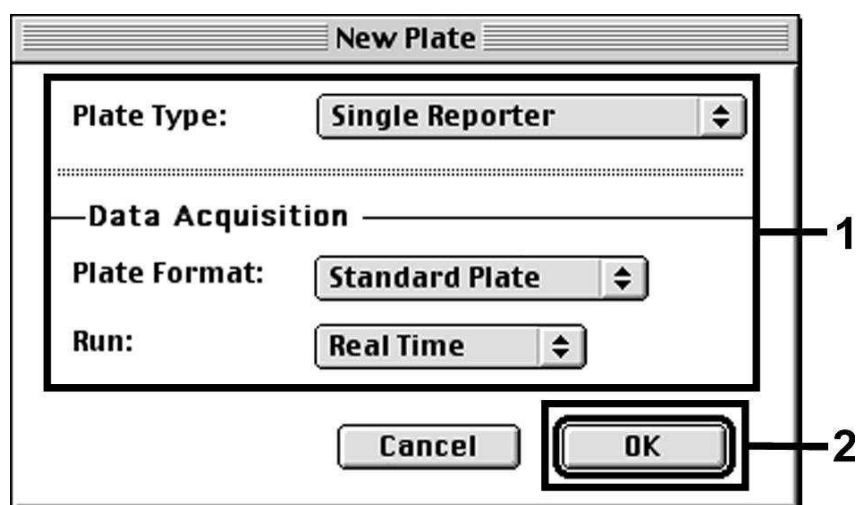 New Plate
Plate Type: Single Reporter
Data Acquisition
1
Plate Format: Standard Plate
Run: Real Time
Cancel OK 2